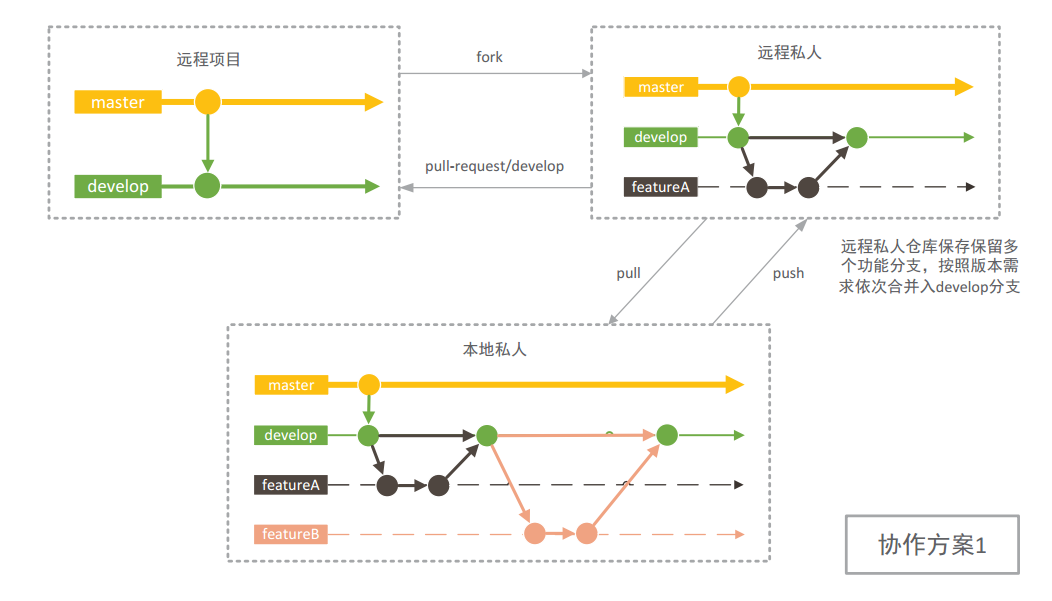 远程项目
master
develop
fork
pull-request/develop
远程私人
master
develop
featureA
pull
push
远程私人仓库保存保留多
个功能分支，按照版本需
求依次合并入develop分支
本地私人
master
develop
featureA
featureB
协作方案1